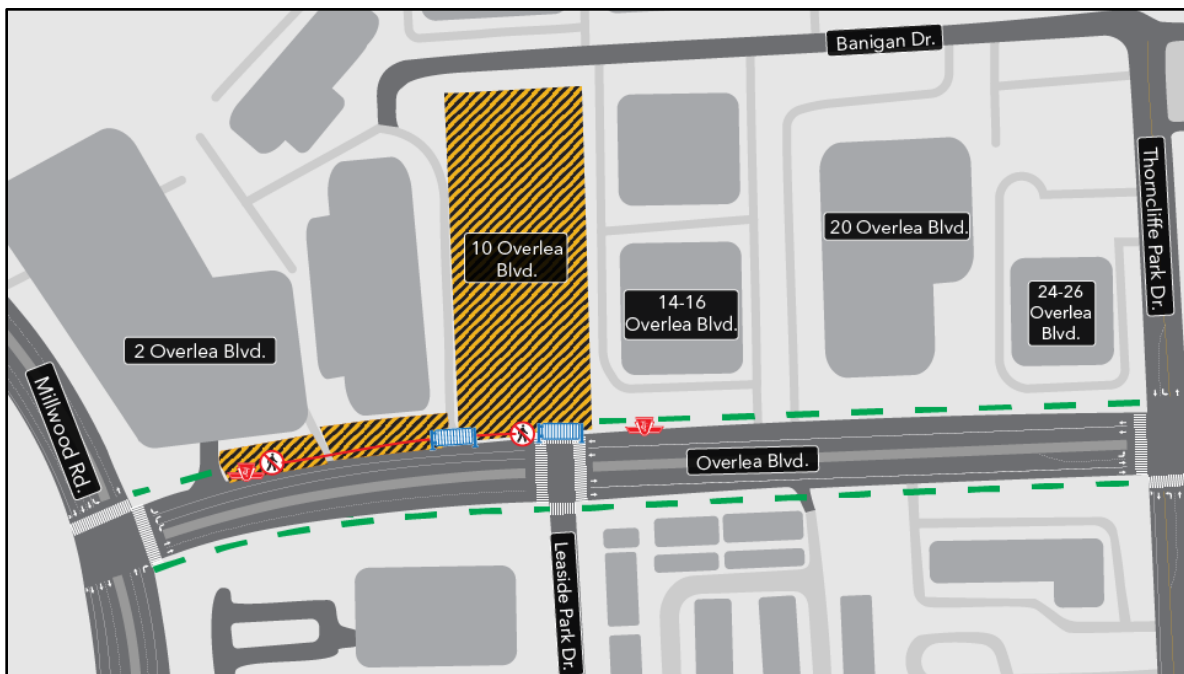 Banigan Dr.
Thorncliffe Park Dr.
10 Overlea
Blvd.
20 Overlea Blvd.
14-16
Overlea Blvd.
24-26
Overlea
Blvd.
2 Overlea Blvd.
Millwood Rd.
Overlea Blvd.
Leaside Park Dr.